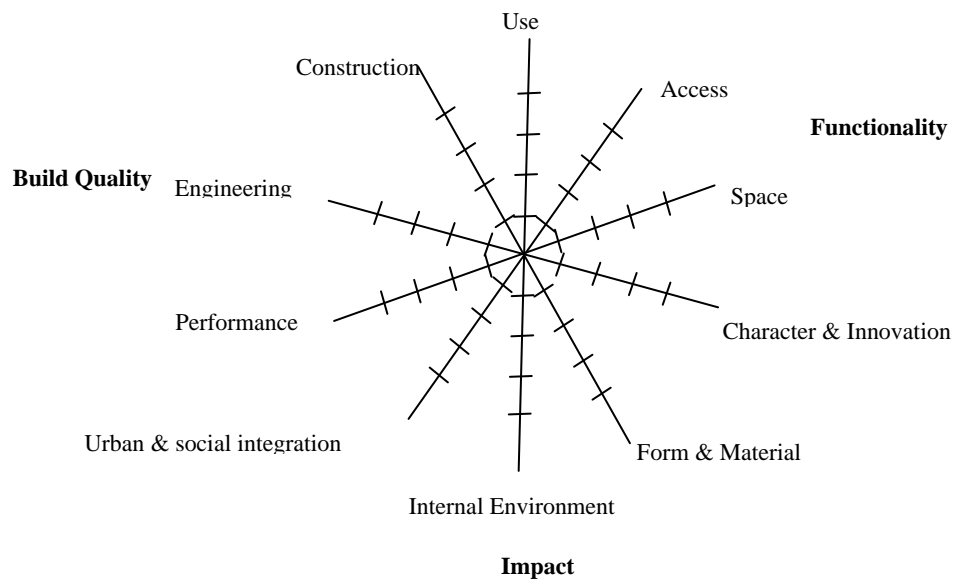 Use
Construction
Access
Functionality
Build Quality
Engineering
Space
Performance
Character & Innovation
Urban & social integration
Form & Material
Internal Environment
Impact